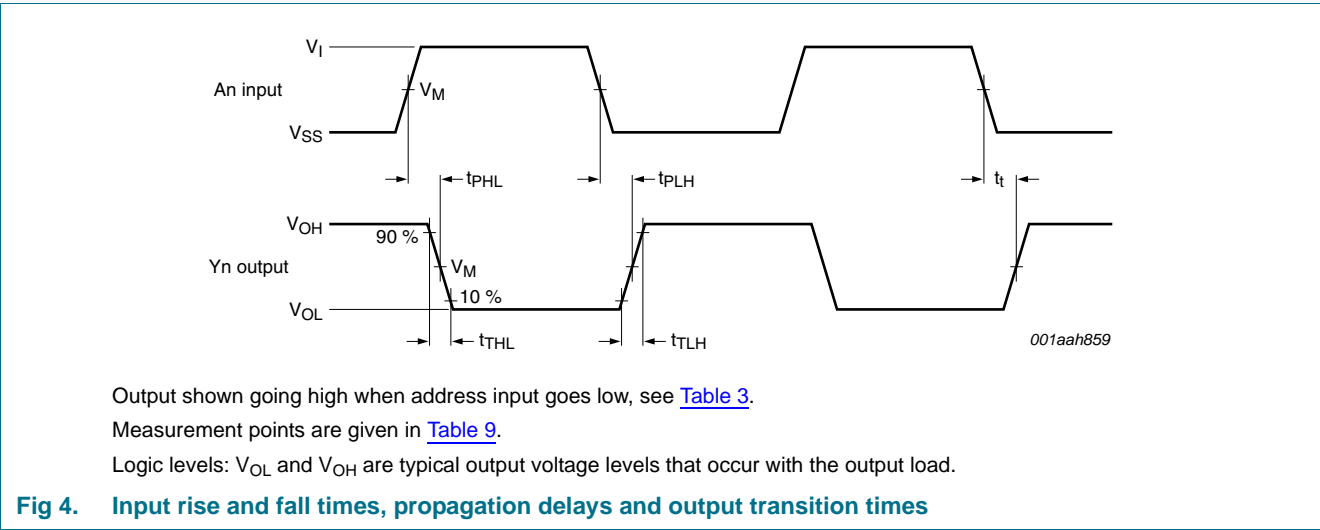 VI
An input
VM
VSS
tPHL
tPLH
tt
VOH
90 %
Yn output
VM
10 %
VOL
tTHL
tTLH
001aah859
Output shown going high when address input goes low, see Table 3.
Measurement points are given in Table 9.
Logic levels: VOL and VOH are typical output voltage levels that occur with the output load.
Fig 4. Input rise and fall times, propagation delays and output transition times